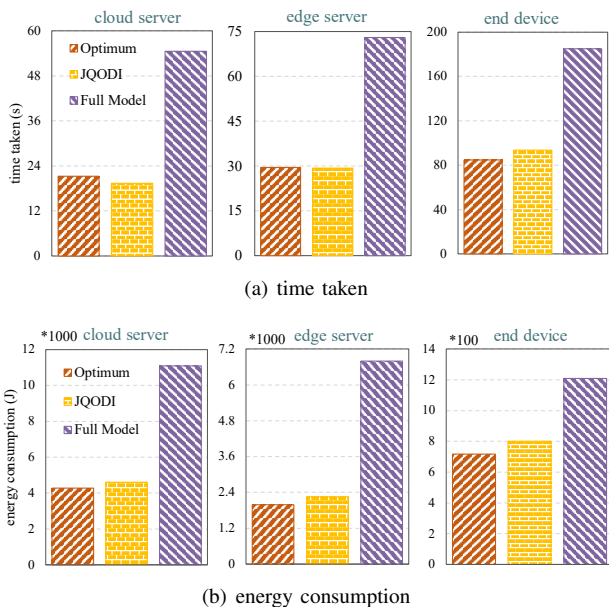 cloud server
edge server
end device
time taken (s)
60
48
36
24
12
0
Optimum
JQODI
Full Model
75
60
45
30
15
0
200
160
120
80
40
0
(a) time taken
*1000
cloud server
*1000
edge server
*100
end device
energy consumption (J)
12
10
8
6
4
2
0
Optimum
JQODI
Full Model
7.2
6
4.8
3.6
2.4
1.2
0
14
12
10
8
6
4
2
0
(b) energy consumption